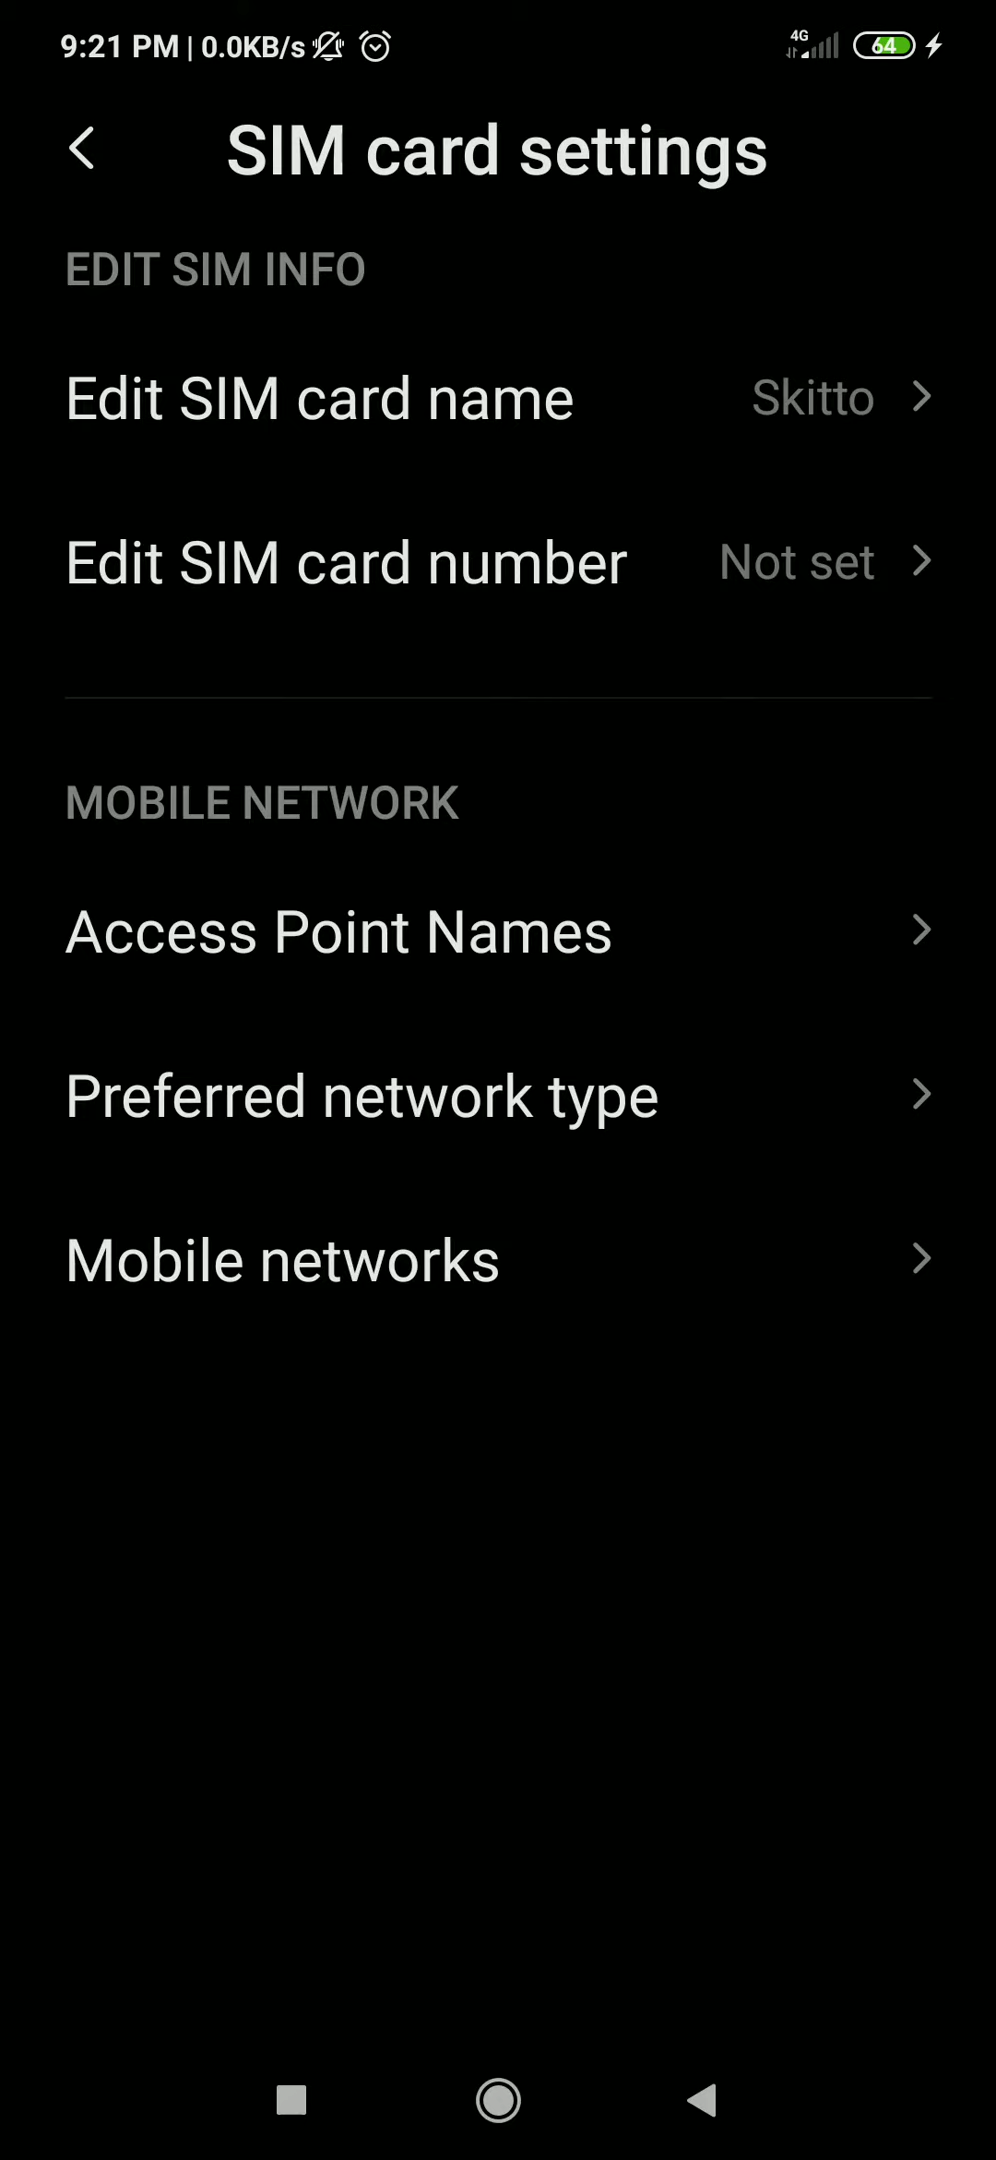 9:21 PM | 0.0KB/s 4G 64
SIM card settings
EDIT SIM INFO
Edit SIM card name Skitto
Edit SIM card number Not set
MOBILE NETWORK
Access Point Names
Preferred network type
Mobile networks